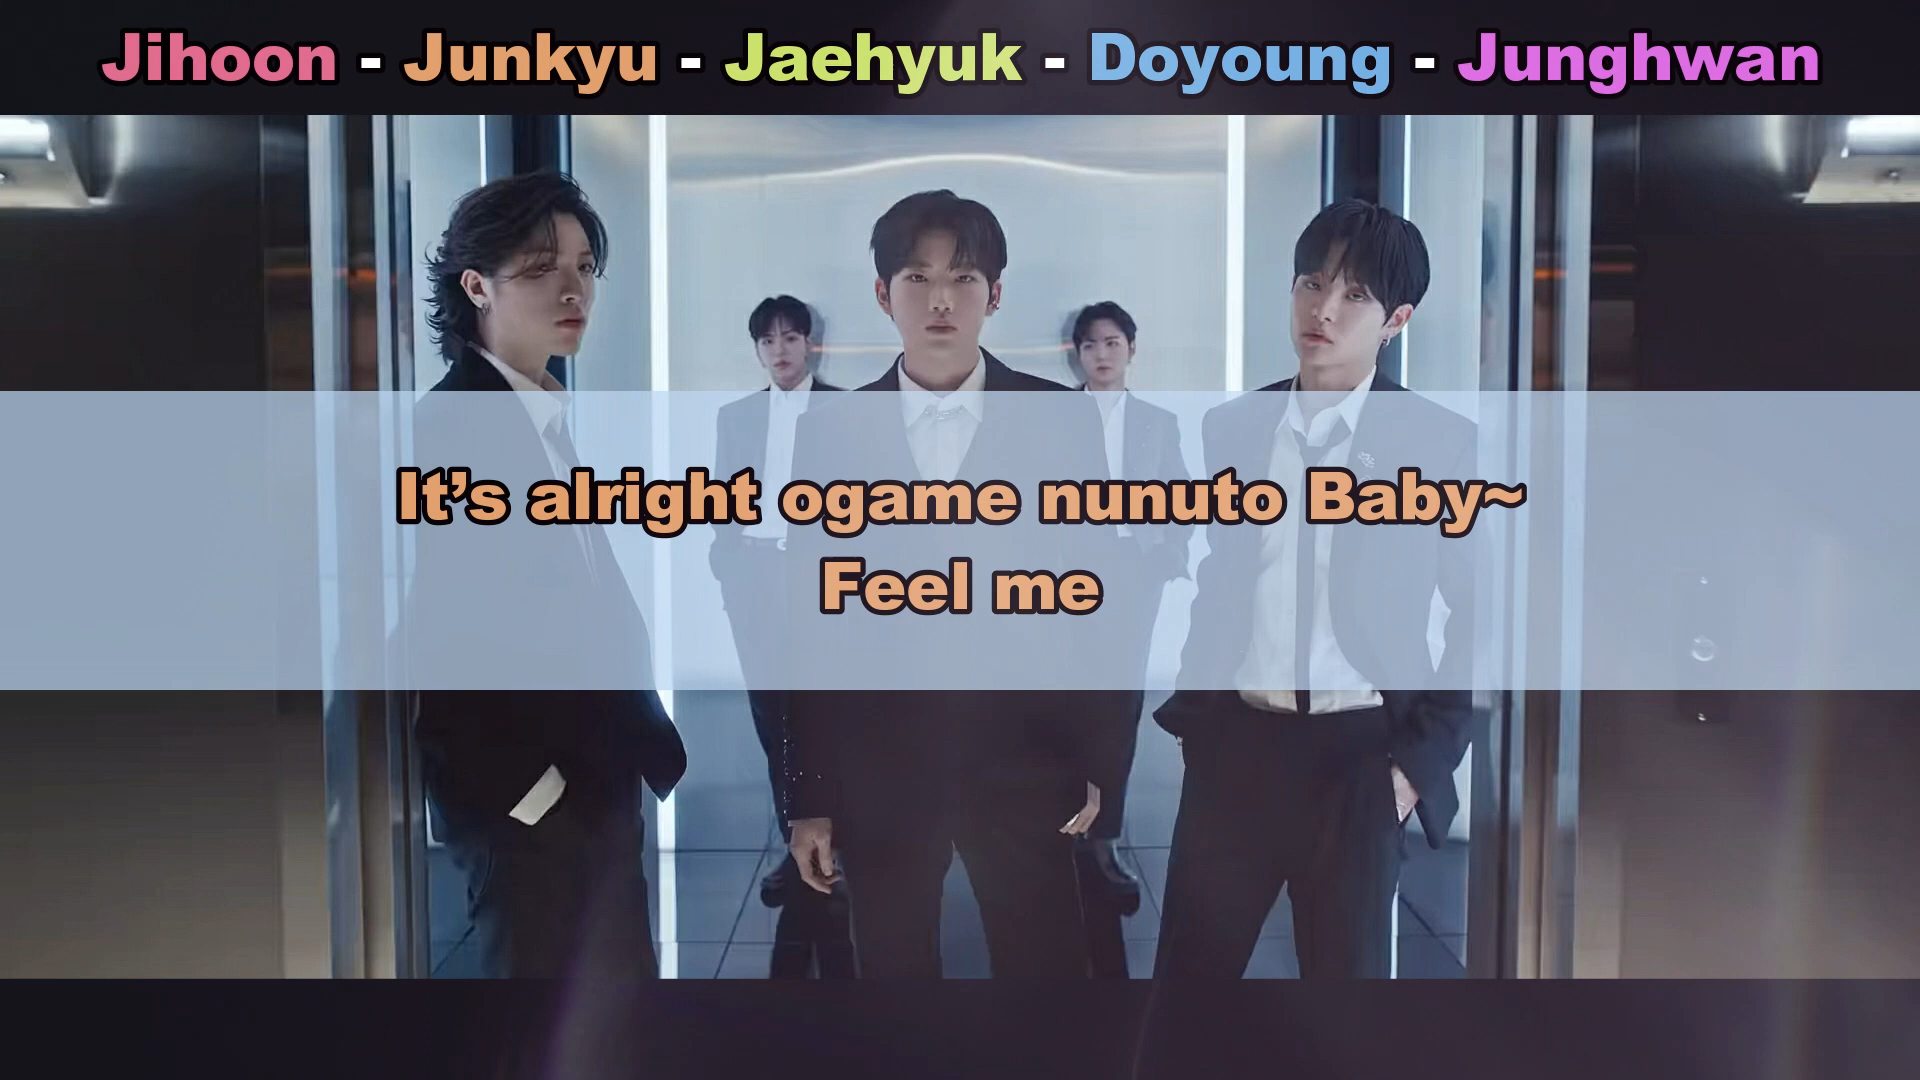 Jihoon - Junkyu - Jaehyuk - Doyoung - Junghwan
It’s alright ogame nunuto Baby~
Feel me